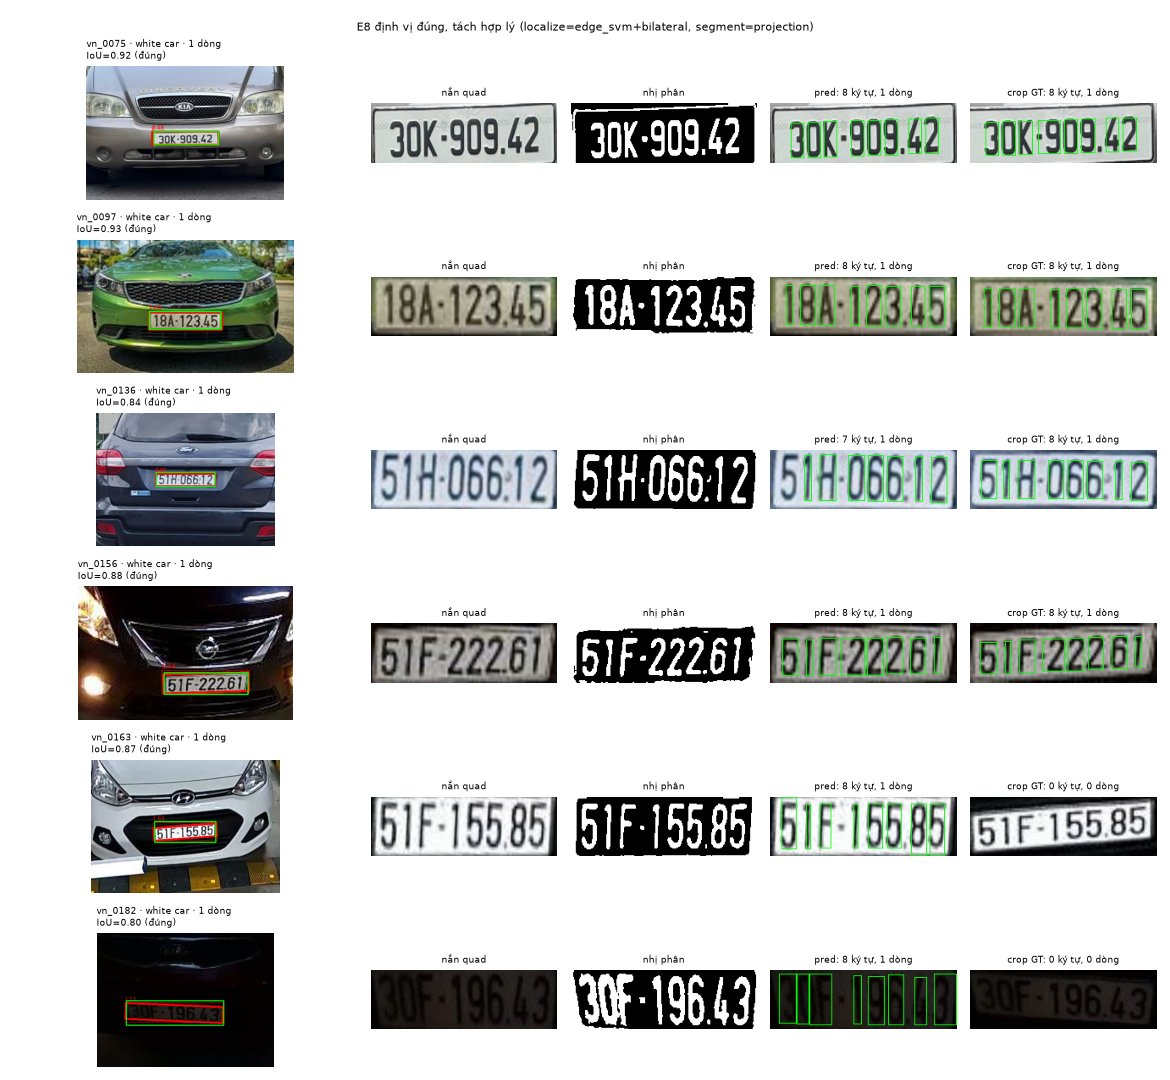 E8 định vị đúng, tách hợp lý (localize=edge_svm+bilateral, segment=projection)
vn_0075 · white car · 1 dòng
IoU=0.92 (đúng)
DISCOVERY
KIA
30K-909.42
nắn quad
30K-909.42
nhị phân
30K-909.42
pred: 8 ký tự, 1 dòng
30K-909.42
crop GT: 8 ký tự, 1 dòng
30K-909.42
vn_0097 · white car · 1 dòng
IoU=0.93 (đúng)
18A-123.45
nắn quad
18A-123.45
nhị phân
18A-123.45
pred: 8 ký tự, 1 dòng
18A-123.45
crop GT: 8 ký tự, 1 dòng
18A-123.45
vn_0136 · white car · 1 dòng
IoU=0.84 (đúng)
51H-066.12
nắn quad
51H-066.12
nhị phân
51H-066.12
pred: 7 ký tự, 1 dòng
51H-066.12
crop GT: 8 ký tự, 1 dòng
51H-066.12
vn_0156 · white car · 1 dòng
IoU=0.88 (đúng)
51F-222.61
nắn quad
51F-222.61
nhị phân
51F-222.61
pred: 8 ký tự, 1 dòng
51F-222.61
crop GT: 8 ký tự, 1 dòng
51F-222.61
vn_0163 · white car · 1 dòng
IoU=0.87 (đúng)
51F-155.85
nắn quad
51F-155.85
nhị phân
51F-155.85
pred: 8 ký tự, 1 dòng
51F-155.85
crop GT: 0 ký tự, 0 dòng
51F-155.85
vn_0182 · white car · 1 dòng
IoU=0.80 (đúng)
30F-196.43
nắn quad
30F-196.43
nhị phân
30F-196.43
pred: 8 ký tự, 1 dòng
30F-196.43
crop GT: 0 ký tự, 0 dòng
30F-196.43